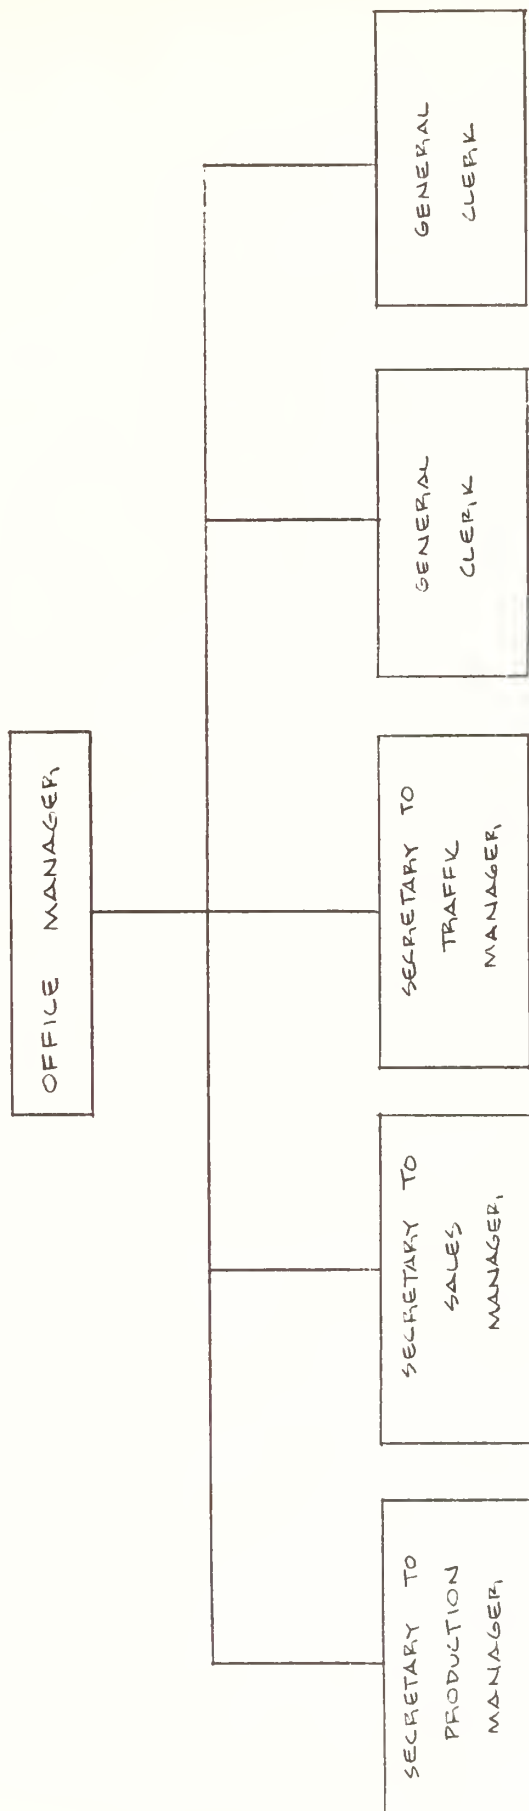 OFFICE MANAGER
SECRETARY TO
PRODUCTION
MANAGER
SECRETARY TO
SALES
MANAGER
SECRETARY TO
TRAFFIC
MANAGER
GENERAL
CLERK
GENERAL
CLERK